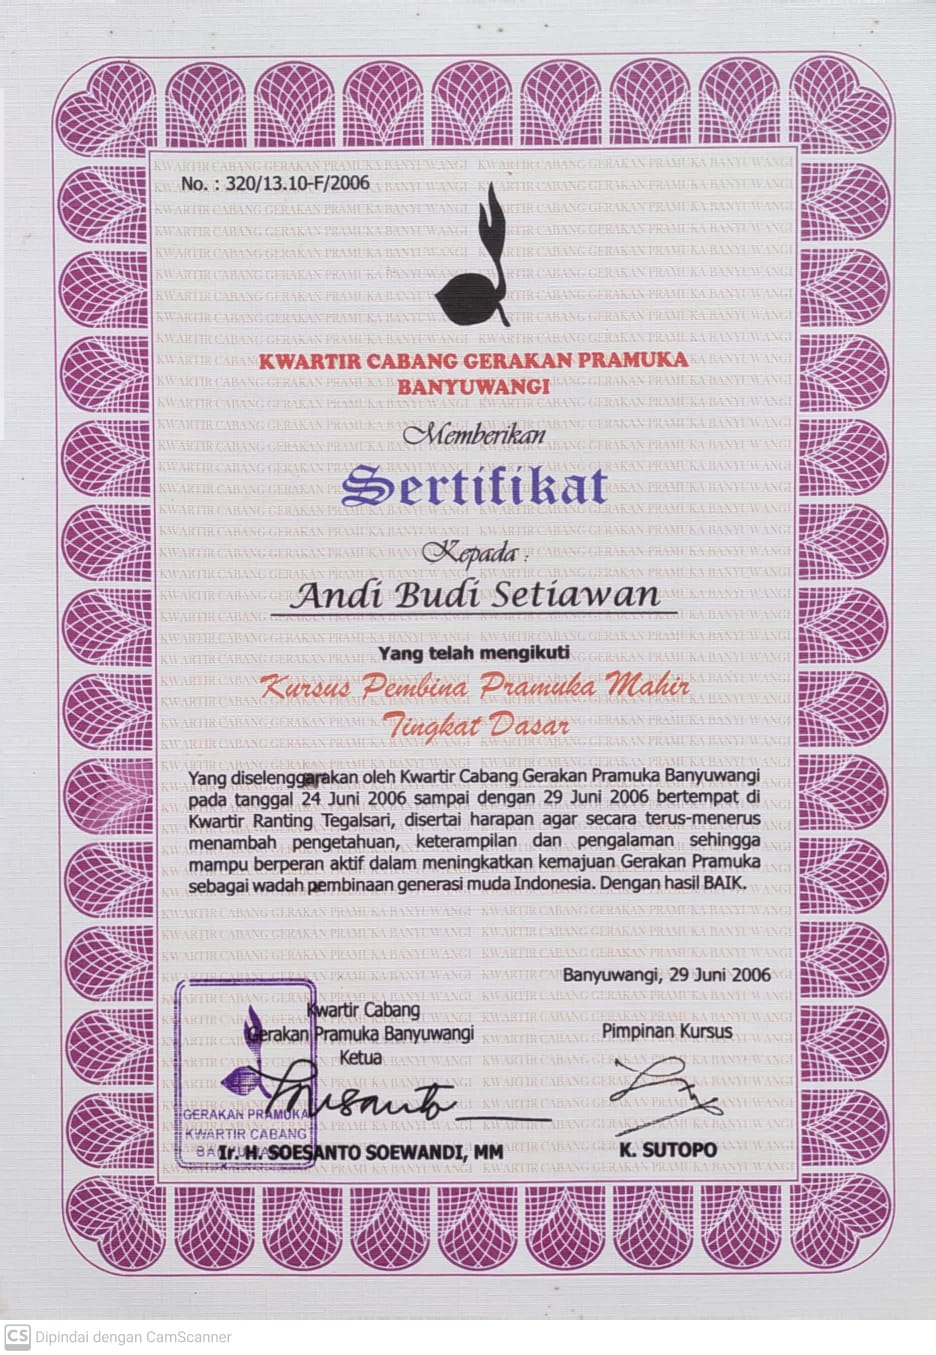 No. : 320/13.10-F/2006
KWARTIR CABANG GERAKAN PRAMUKA
BANYUWANGI
Memberikan
Sertifikat
Kepada :
Andi Budi Setiawan
Yang telah mengikuti
Kursus Pembina Pramuka Mahir
Tingkat Dasar
Yang diselenggarakan oleh Kwartir Cabang Gerakan Pramuka Banyuwangi
pada tanggal 24 Juni 2006 sampai dengan 29 Juni 2006 bertempat di
Kwartir Ranting Tegalsari, disertai harapan agar secara terus-menerus
menambah pengetahuan, keterampilan dan pengalaman sehingga
mampu berperan aktif dalam meningkatkan kemajuan Gerakan Pramuka
sebagai wadah pembinaan generasi muda Indonesia. Dengan hasil BAIK.
Banyuwangi, 29 Juni 2006
Kwartir Cabang
Gerakan Pramuka Banyuwangi
Ketua
Pimpinan Kursus
GERAKAN PRAMUKA
KWARTIR CABANG
Ir. H. SOESANTO SOEWANDI, MM
K. SUTOPO
CS Dipindai dengan CamScanner